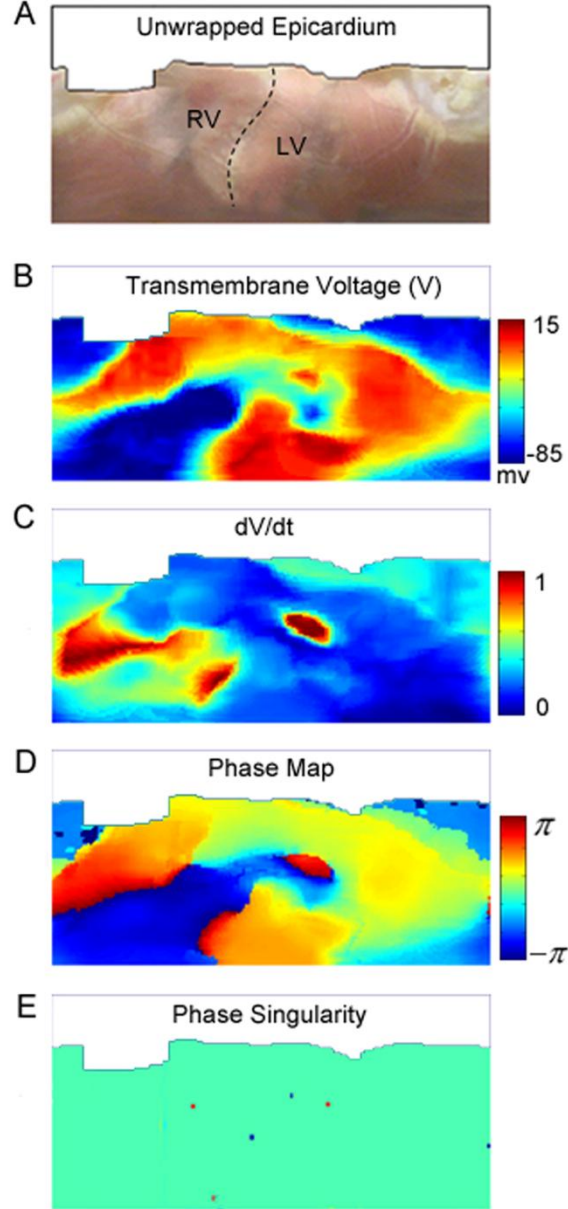 A
Unwrapped Epicardium
RV
LV
B
Transmembrane Voltage (V)
15
-85
mv
C
dV/dt
1
0
D
Phase Map
π
-π
E
Phase Singularity